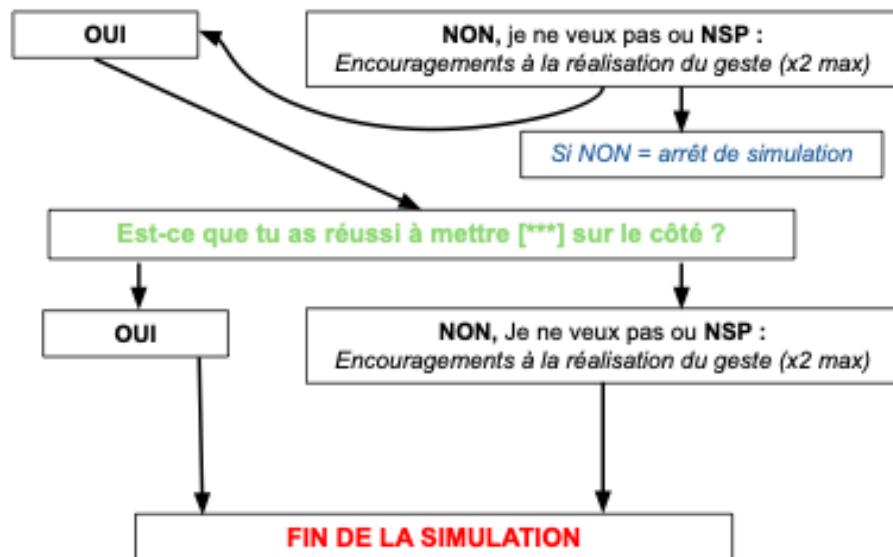 OUI
NON, je ne veux pas ou NSP :
Encouragements à la réalisation du geste (x2 max)
Si NON = arrêt de simulation
Est-ce que tu as réussi à mettre [***] sur le côté ?
OUI
NON, Je ne veux pas ou NSP :
Encouragements à la réalisation du geste (x2 max)
FIN DE LA SIMULATION